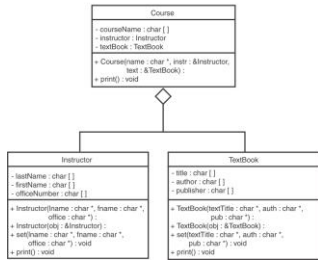 Course
- courseName : char [ ]
- instructor : Instructor
- textBook : TextBook
+ Course(name : char *, instr : &Instructor,
text : &TextBook) :
+ print() : void
Instructor
- lastName : char [ ]
- firstName : char [ ]
- officeNumber : char [ ]
+ Instructor(lname : char *, fname : char *,
office : char *) :
+ Instructor(obj : &Instructor) :
+ set(lname : char *, fname : char *,
office : char *) : void
+ print() : void
TextBook
- title : char [ ]
- author : char [ ]
- publisher : char [ ]
+ TextBook(textTitle : char *, auth : char *,
pub : char *) :
+ TextBook(obj : &TextBook) :
+ set(textTitle : char *, auth : char *,
pub : char *) : void
+ print() : void